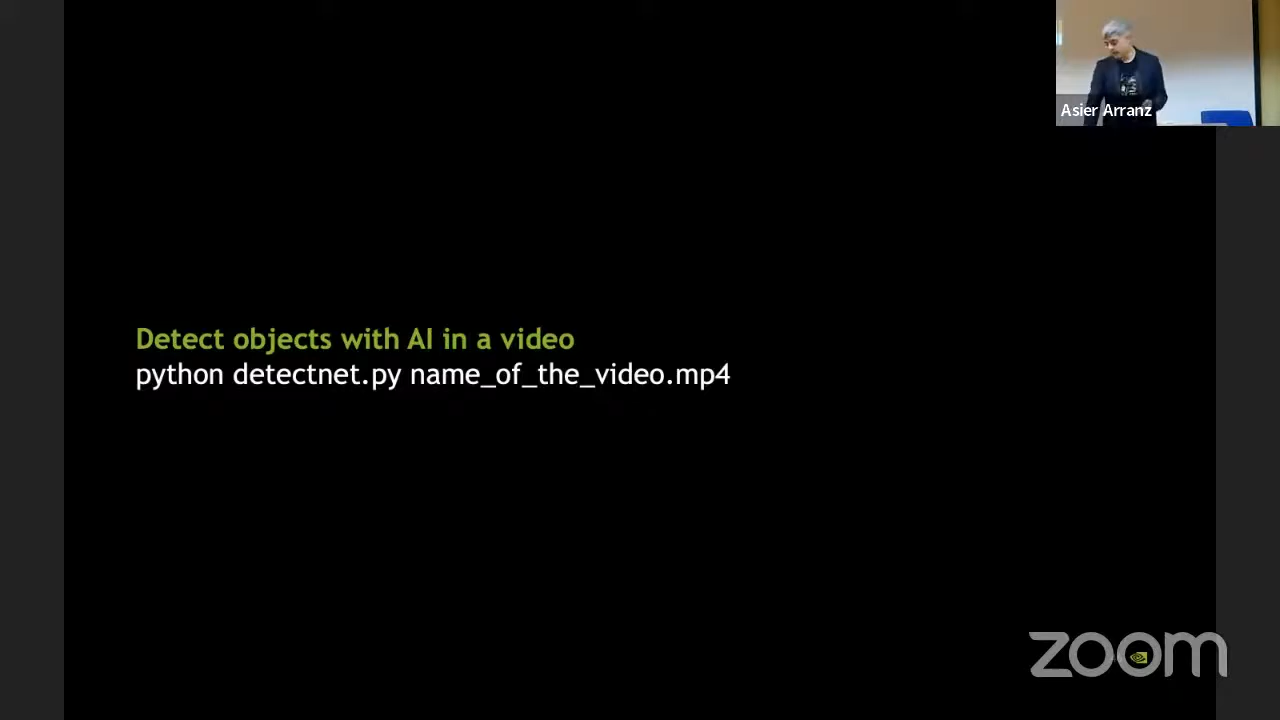 Asier Arranz
Detect objects with AI in a video
python detectnet.py name_of_the_video.mp4
zoom